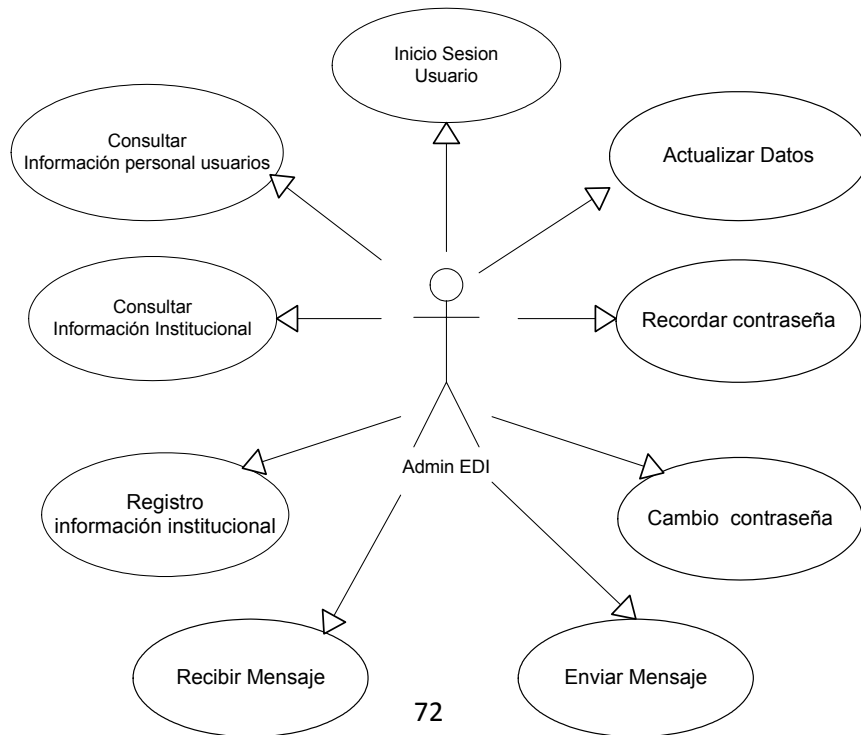 Inicio Sesion
Usuario
Consultar
Información personal usuarios
Actualizar Datos
Consultar
Información Institucional
Recordar contraseña
Admin EDI
Registro
información institucional
Cambio contraseña
Recibir Mensaje
Enviar Mensaje
72